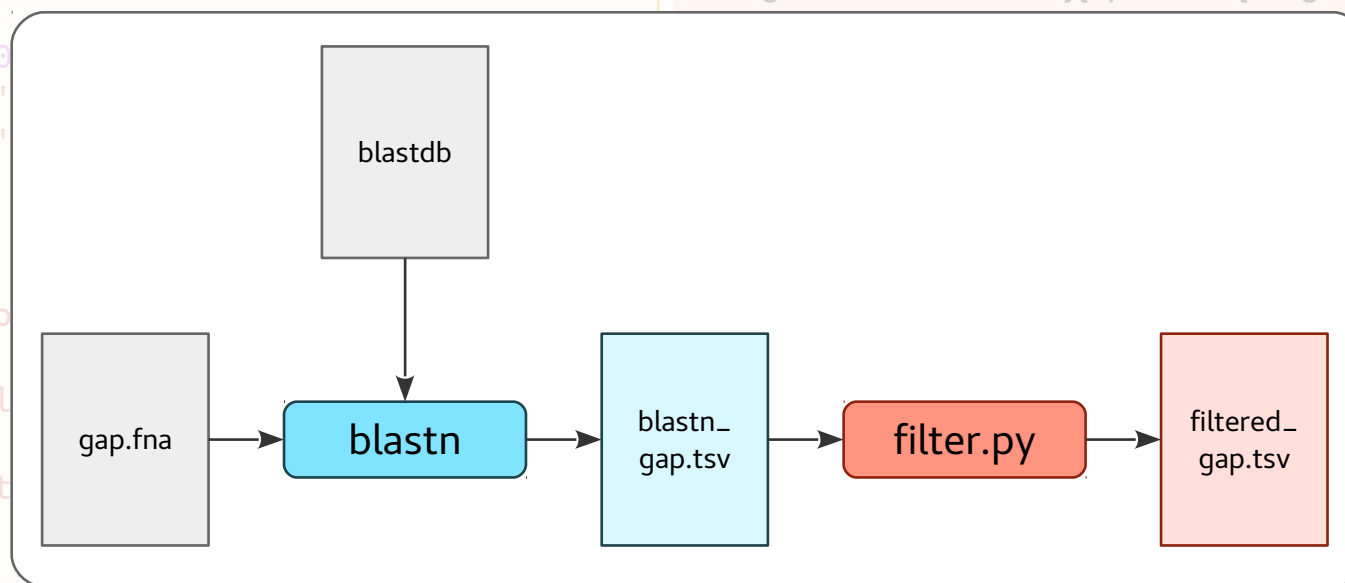 blastdb
gap.fna
blastn
blastn_
gap.tsv
filter.py
filtered_
gap.tsv